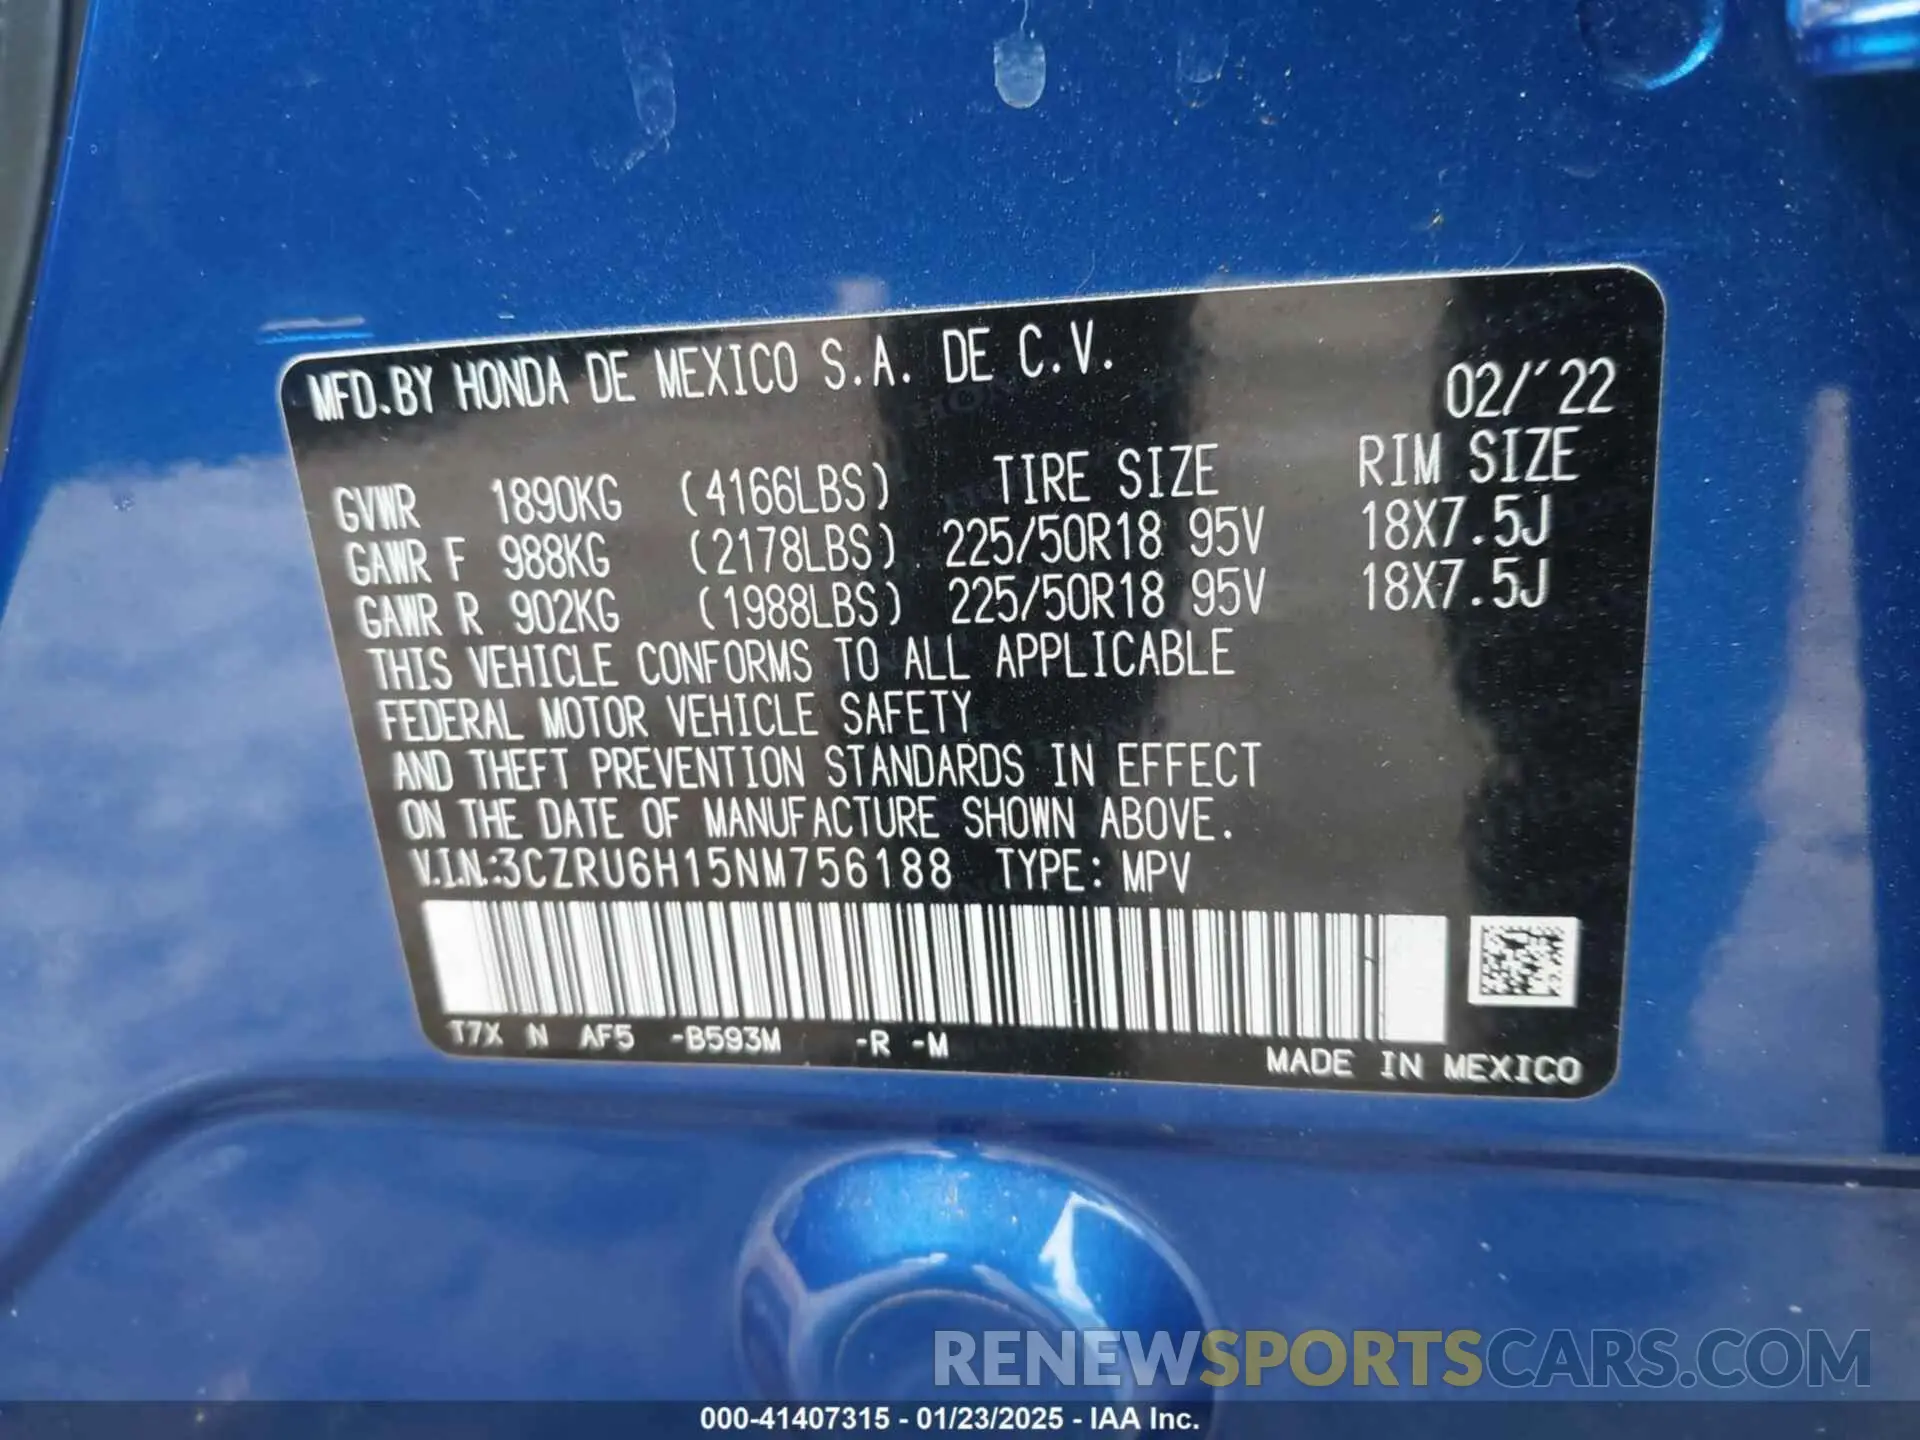 MFD.BY HONDA DE MEXICO S.A. DE C.V.
02/'22
GVWR 1890KG (4166LBS) TIRE SIZE RIM SIZE
GAWR F 988KG (2178LBS) 225/50R18 95V 18X7.5J
GAWR R 902KG (1988LBS) 225/50R18 95V 18X7.5J
THIS VEHICLE CONFORMS TO ALL APPLICABLE
FEDERAL MOTOR VEHICLE SAFETY
AND THEFT PREVENTION STANDARDS IN EFFECT
ON THE DATE OF MANUFACTURE SHOWN ABOVE.
V.I.N.:3CZRU6H15NM756188 TYPE: MPV
T7X N AF5 -B593M -R -M
MADE IN MEXICO
RENEWSPORTSCARS.COM
000-41407315 - 01/23/2025 - IAA Inc.